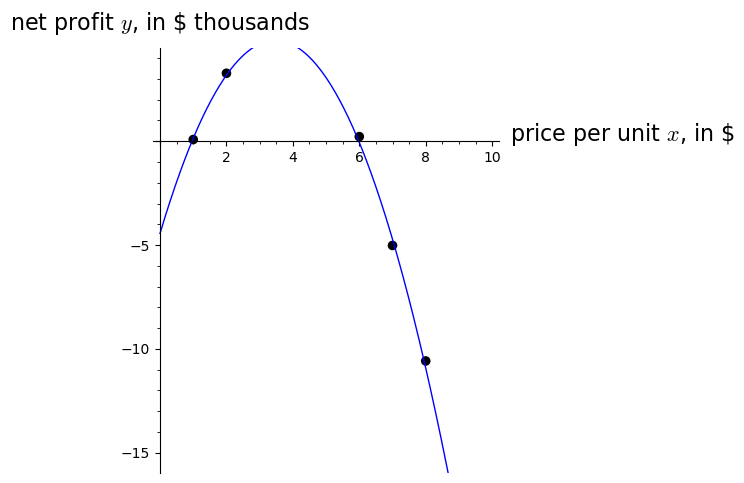 net profit y, in $ thousands
price per unit x, in $
2 4 6 8 10
−5
−10
−15